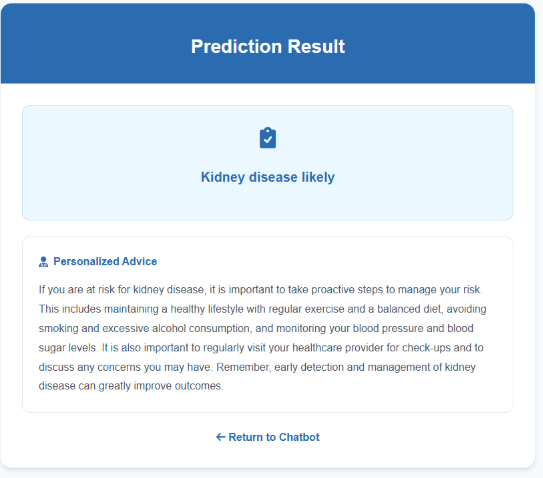 Prediction Result
Kidney disease likely
Personalized Advice
If you are at risk for kidney disease, it is important to take proactive steps to manage your risk.
This includes maintaining a healthy lifestyle with regular exercise and a balanced diet, avoiding
smoking and excessive alcohol consumption, and monitoring your blood pressure and blood
sugar levels. It is also important to regularly visit your healthcare provider for check-ups and to
discuss any concerns you may have. Remember, early detection and management of kidney
disease can greatly improve outcomes.
← Return to Chatbot